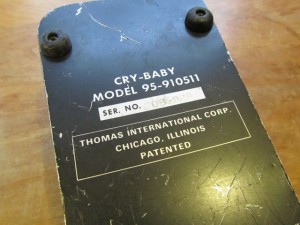 CRY-BABY
MODEL 95-910511
SER. NO.
THOMAS INTERNATIONAL CORP.
CHICAGO, ILLINOIS
PATENTED